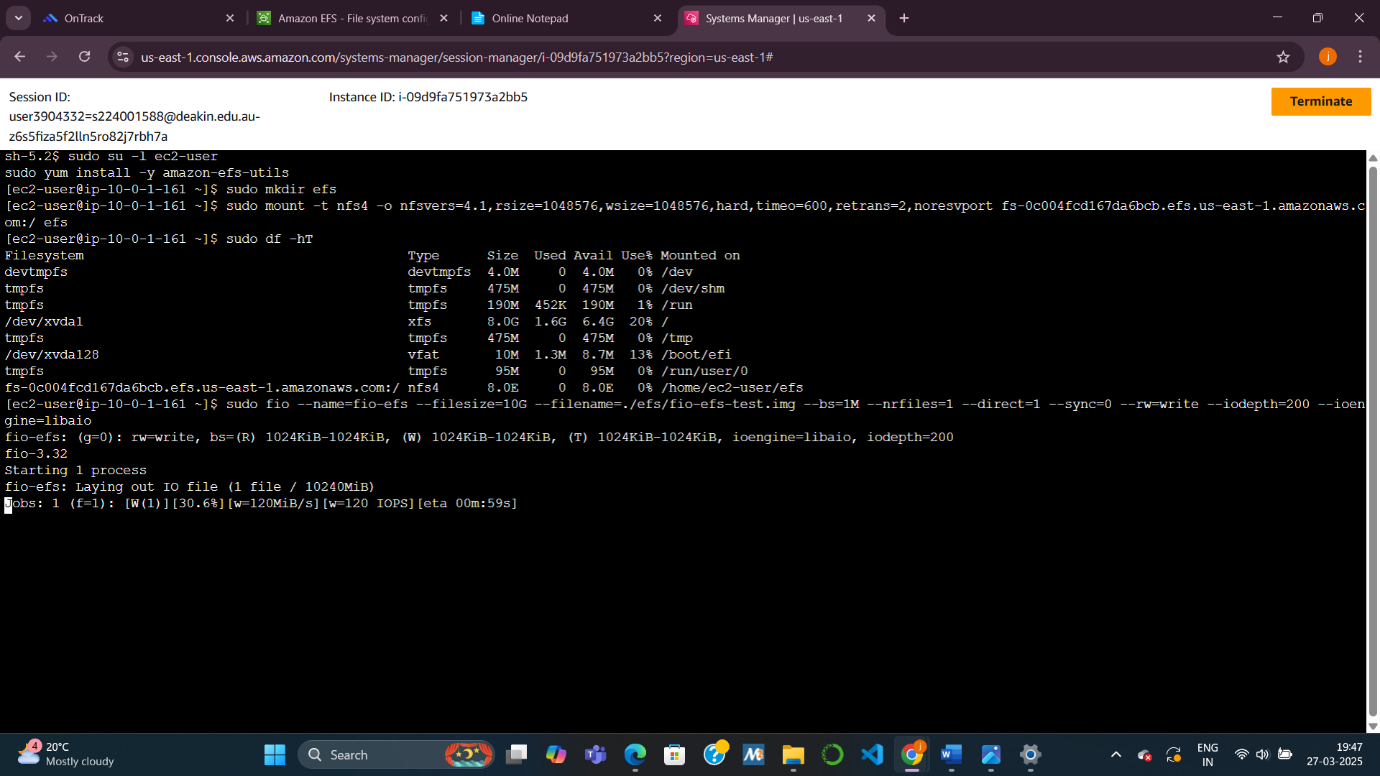 OnTrack
Amazon EFS - File system confi
Online Notepad
Systems Manager | us-east-1
us-east-1.console.aws.amazon.com/systems-manager/session-manager/i-09d9fa751973a2bb5?region=us-east-1#
j
Session ID:
user3904332=s224001588@deakin.edu.au-
z6s5fiza5f2lln5ro82j7rbh7a
Instance ID: i-09d9fa751973a2bb5
Terminate
sh-5.2$ sudo su -l ec2-user
sudo yum install -y amazon-efs-utils
[ec2-user@ip-10-0-1-161 ~]$ sudo mkdir efs
[ec2-user@ip-10-0-1-161 ~]$ sudo mount -t nfs4 -o nfsvers=4.1,rsize=1048576,wsize=1048576,hard,timeo=600,retrans=2,noresvport fs-0c004fcd167da6bcb.efs.us-east-1.amazonaws.c
om:/ efs
[ec2-user@ip-10-0-1-161 ~]$ sudo df -hT
Filesystem Type Size Used Avail Use% Mounted on
devtmpfs devtmpfs 4.0M 0 4.0M 0% /dev
tmpfs tmpfs 475M 0 475M 0% /dev/shm
tmpfs tmpfs 190M 452K 190M 1% /run
/dev/xvda1 xfs 8.0G 1.6G 6.4G 20% /
tmpfs tmpfs 475M 0 475M 0% /tmp
/dev/xvda128 vfat 10M 1.3M 8.7M 13% /boot/efi
tmpfs tmpfs 95M 0 95M 0% /run/user/0
fs-0c004fcd167da6bcb.efs.us-east-1.amazonaws.com:/ nfs4 8.0E 0 8.0E 0% /home/ec2-user/efs
[ec2-user@ip-10-0-1-161 ~]$ sudo fio --name=fio-efs --filesize=10G --filename=./efs/fio-efs-test.img --bs=1M --nrfiles=1 --direct=1 --sync=0 --rw=write --iodepth=200 --ioen
gine=libaio
fio-efs: (g=0): rw=write, bs=(R) 1024KiB-1024KiB, (W) 1024KiB-1024KiB, (T) 1024KiB-1024KiB, ioengine=libaio, iodepth=200
fio-3.32
Starting 1 process
fio-efs: Laying out IO file (1 file / 10240MiB)
Jobs: 1 (f=1): [W(1)][30.6%][w=120MiB/s][w=120 IOPS][eta 00m:59s]
4
20°C
Mostly cloudy
Search
ENG
IN
19:47
27-03-2025